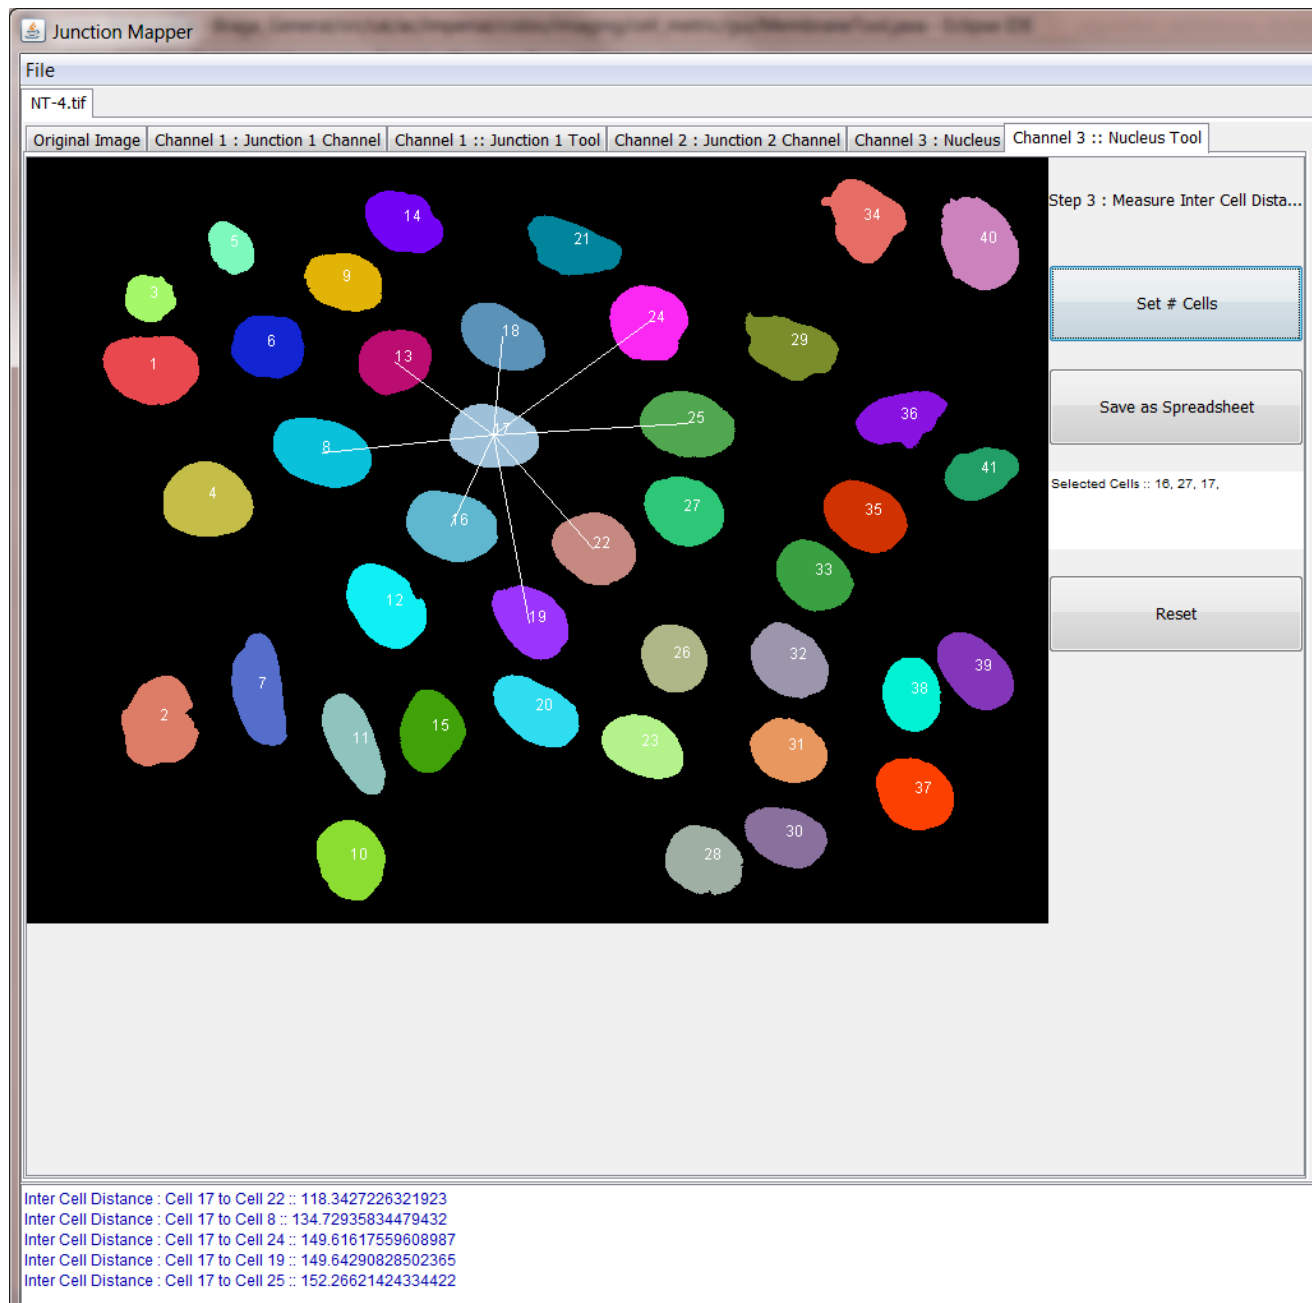 Junction Mapper
File
NT-4.tif
Original Image Channel 1 : Junction 1 Channel Channel 1 :: Junction 1 Tool Channel 2 : Junction 2 Channel Channel 3 : Nucleus Channel 3 :: Nucleus Tool
Step 3 : Measure Inter Cell Dista...
Set # Cells
Save as Spreadsheet
Selected Cells :: 16, 27, 17,
Reset
14
34
5
21
40
9
3
24
18
6
29
13
1
36
25
17
8
41
4
27
35
16
22
33
12
19
26
32
39
7
38
20
2
15
11
23
31
37
30
10
28
Inter Cell Distance : Cell 17 to Cell 22 :: 118.3427226321923
Inter Cell Distance : Cell 17 to Cell 8 :: 134.72935834479432
Inter Cell Distance : Cell 17 to Cell 24 :: 149.61617559608987
Inter Cell Distance : Cell 17 to Cell 19 :: 149.64290828502365
Inter Cell Distance : Cell 17 to Cell 25 :: 152.26621424334422